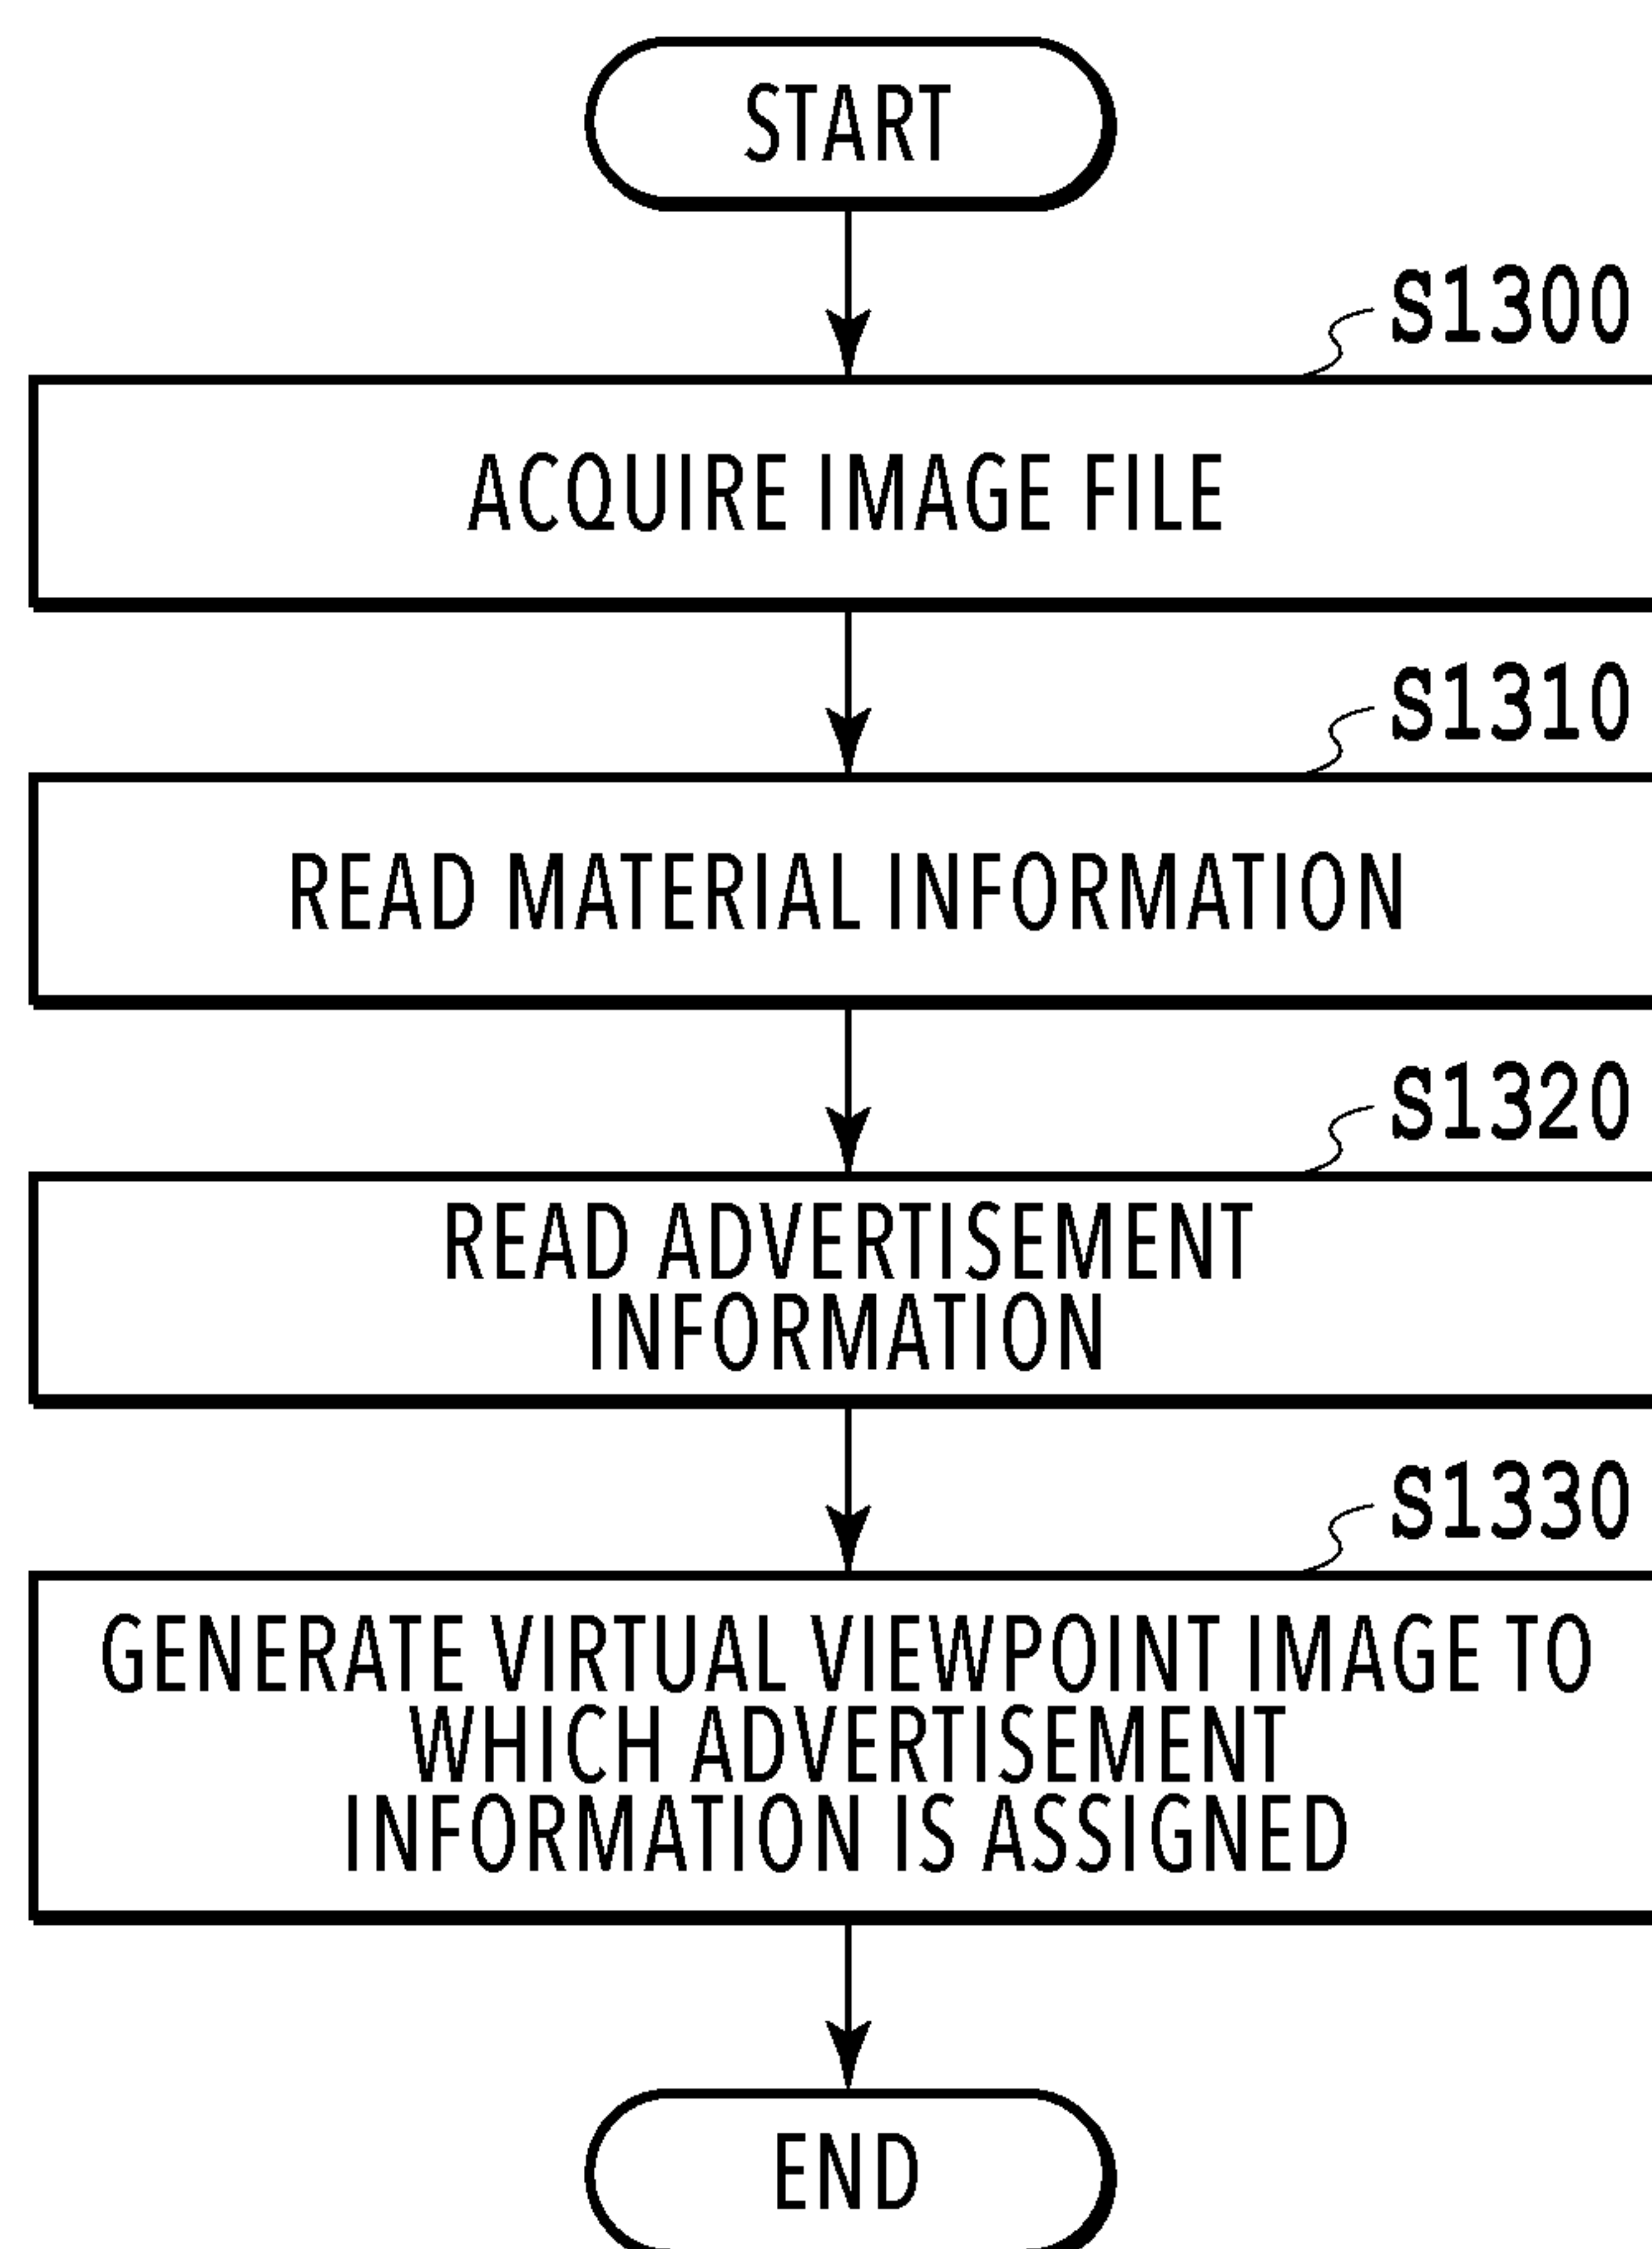 START
S1300
ACQUIRE IMAGE FILE
S1310
READ MATERIAL INFORMATION
S1320
READ ADVERTISEMENT
INFORMATION
S1330
GENERATE VIRTUAL VIEWPOINT IMAGE TO
WHICH ADVERTISEMENT
INFORMATION IS ASSIGNED
END